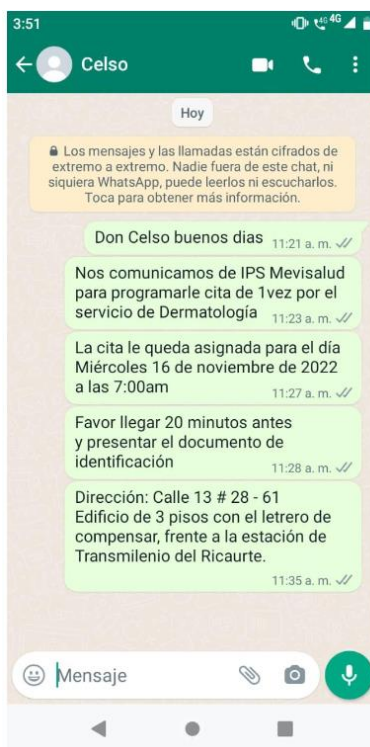 3:51
4G 4G
Celso
Hoy
Los mensajes y las llamadas están cifrados de
extremo a extremo. Nadie fuera de este chat, ni
siquiera WhatsApp, puede leerlos ni escucharlos.
Toca para obtener más información.
Don Celso buenos dias 11:21 a. m.
Nos comunicamos de IPS Mevisalud
para programarle cita de 1vez por el
servicio de Dermatología 11:23 a. m.
La cita le queda asignada para el día
Miércoles 16 de noviembre de 2022
a las 7:00am 11:27 a. m.
Favor llegar 20 minutos antes
y presentar el documento de
identificación 11:28 a. m.
Dirección: Calle 13 # 28 - 61
Edificio de 3 pisos con el letrero de
compensar, frente a la estación de
Transmilenio del Ricaurte.
11:35 a. m.
Mensaje